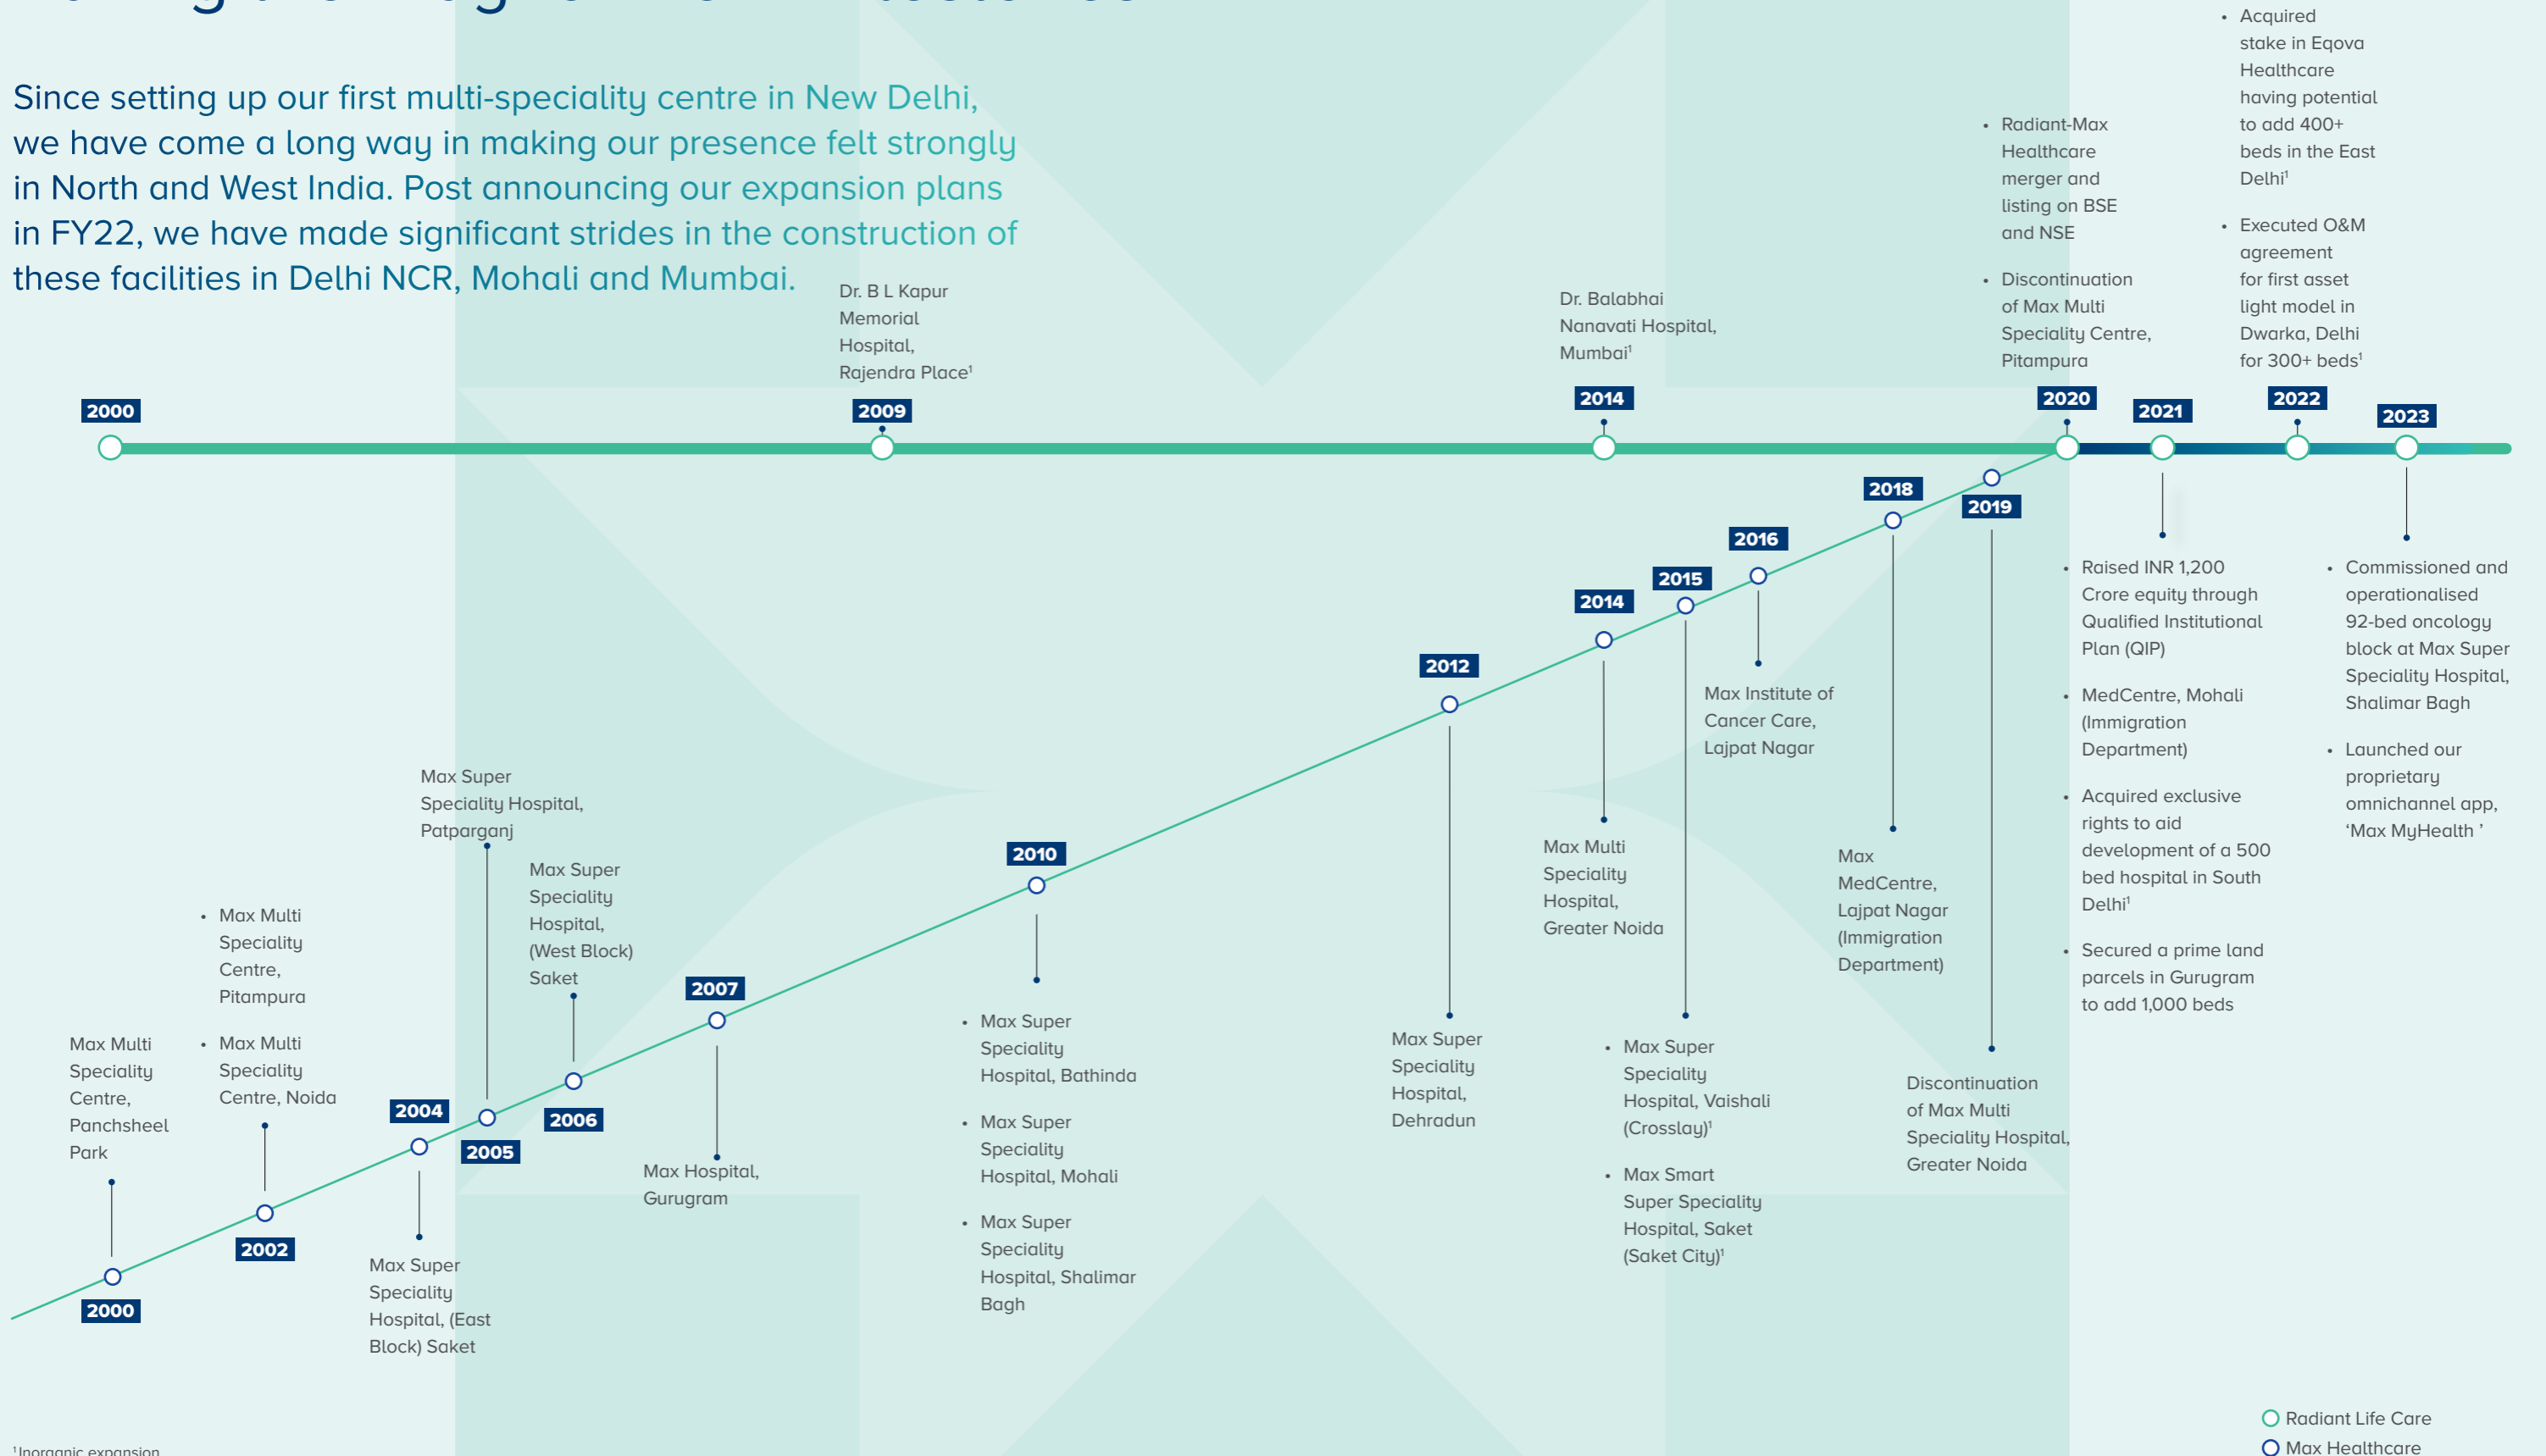 Since setting up our first multi-speciality centre in New Delhi,
we have come a long way in making our presence felt strongly
in North and West India. Post announcing our expansion plans
in FY22, we have made significant strides in the construction of
these facilities in Delhi NCR, Mohali and Mumbai.
2000
Dr. B L Kapur
Memorial
Hospital,
Rajendra Place¹
2009
Dr. Balabhai
Nanavati Hospital,
Mumbai¹
2014
• Radiant-Max
Healthcare
merger and
listing on BSE
and NSE
• Discontinuation
of Max Multi
Speciality Centre,
Pitampura
2020
2021
• Acquired
stake in Eqova
Healthcare
having potential
to add 400+
beds in the East
Delhi¹
• Executed O&M
agreement
for first asset
light model in
Dwarka, Delhi
for 300+ beds¹
2022
2023
• Raised INR 1,200
Crore equity through
Qualified Institutional
Plan (QIP)
• MedCentre, Mohali
(Immigration
Department)
• Acquired exclusive
rights to aid
development of a 500
bed hospital in South
Delhi¹
• Secured a prime land
parcels in Gurugram
to add 1,000 beds
• Commissioned and
operationalised
92-bed oncology
block at Max Super
Speciality Hospital,
Shalimar Bagh
• Launched our
proprietary
omnichannel app,
‘Max MyHealth ’
Max Multi
Speciality
Centre,
Panchsheel
Park
2000
• Max Multi
Speciality
Centre,
Pitampura
• Max Multi
Speciality
Centre, Noida
2002
2004
Max Super
Speciality
Hospital, (East
Block) Saket
Max Super
Speciality Hospital,
Patparganj
2005
Max Super
Speciality
Hospital,
(West Block)
Saket
2006
2007
Max Hospital,
Gurugram
2010
• Max Super
Speciality
Hospital, Bathinda
• Max Super
Speciality
Hospital, Mohali
• Max Super
Speciality
Hospital, Shalimar
Bagh
2012
Max Super
Speciality
Hospital,
Dehradun
2014
Max Multi
Speciality
Hospital,
Greater Noida
2015
• Max Super
Speciality
Hospital, Vaishali
(Crosslay)¹
• Max Smart
Super Speciality
Hospital, Saket
(Saket City)¹
2016
Max Institute of
Cancer Care,
Lajpat Nagar
2018
Max
MedCentre,
Lajpat Nagar
(Immigration
Department)
2019
Discontinuation
of Max Multi
Speciality Hospital,
Greater Noida
Radiant Life Care
Max Healthcare
¹Inorganic expansion